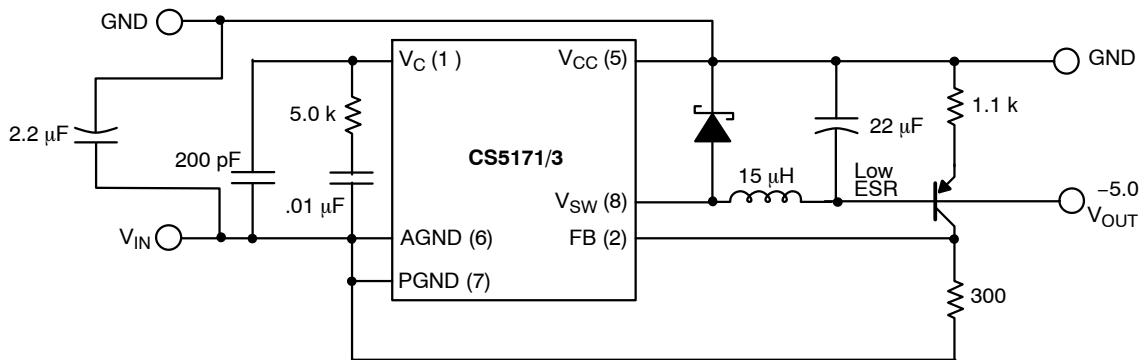 GND
V_C (1 )
V_CC (5)
GND
5.0 k
1.1 k
2.2 μF
22 μF
CS5171/3
200 pF
15 μH
Low
ESR
.01 μF
V_SW (8)
−5.0
V_OUT
V_IN
AGND (6)
FB (2)
PGND (7)
300